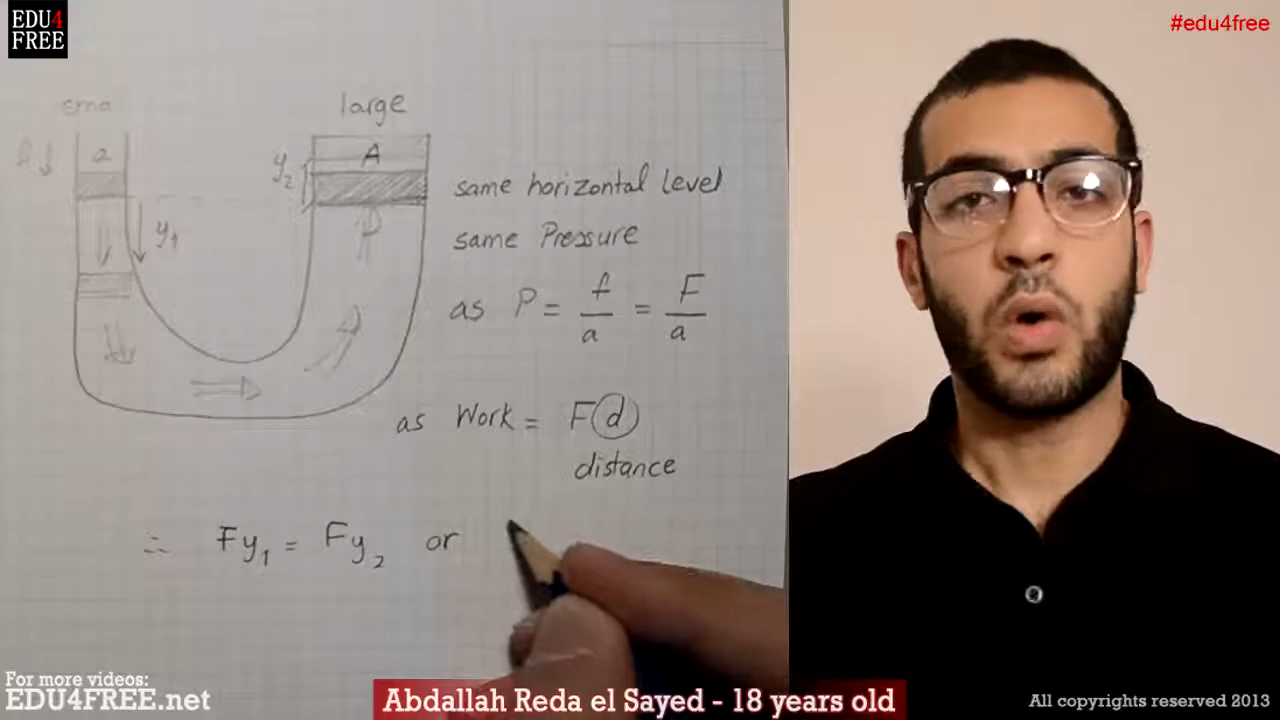 EDU4
FREE
#edu4free
sma
large
a
A
y2
y1
same horizontal level
same Pressure
as P = f/a = F/a
as Work = F d
distance
∴ Fy1 = Fy2 or
For more videos:
EDU4FREE.net
Abdallah Reda el Sayed - 18 years old
All copyrights reserved 2013